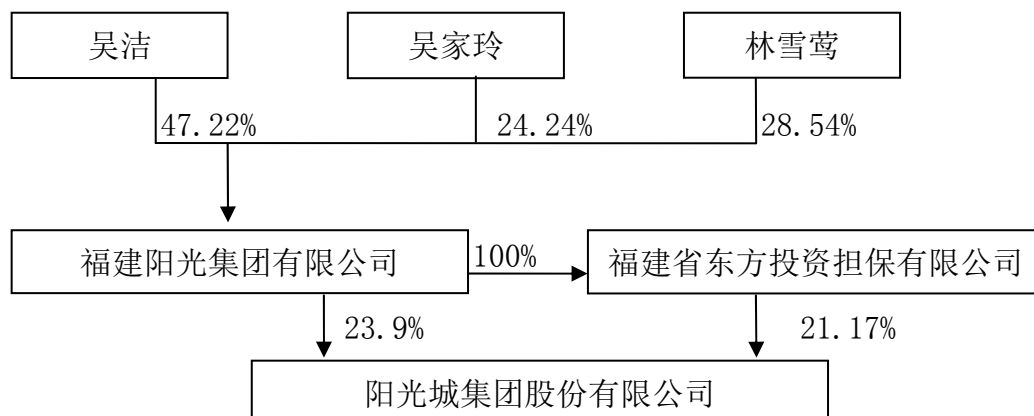 吴洁
吴家玲
林雪莺
47.22%
24.24%
28.54%
福建阳光集团有限公司
100%
福建省东方投资担保有限公司
23.9%
21.17%
阳光城集团股份有限公司